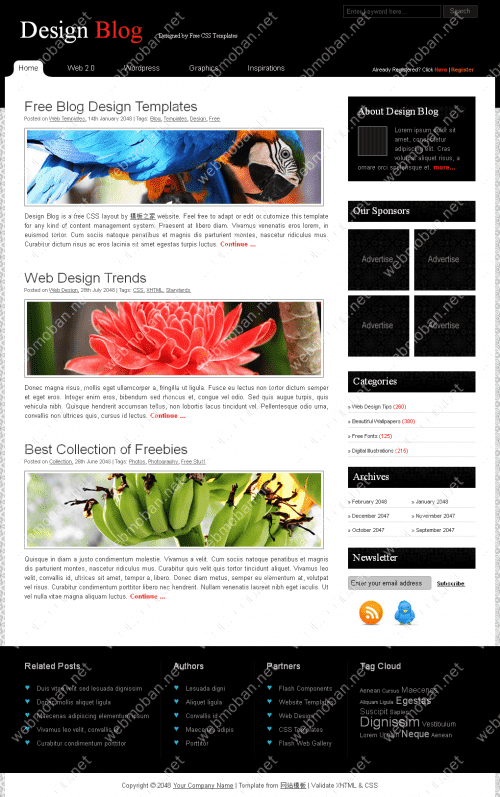 Enter keyword here...
Search
Design Blog
Designed by Free CSS Templates
Home
Web 2.0
Wordpress
Graphics
Inspirations
Already Registered? Click Here | Register
Free Blog Design Templates
Posted on Web Templates, 14th January 2048 | Tags: Blog, Templates, Design, Free
Design Blog is a free CSS layout by 模板之家 website. Feel free to adapt or edit or cutomize this template
for any kind of content management system. Praesent at libero diam. Vivamus venenatis eros lorem, in
euismod tortor. Cum sociis natoque penatibus et magnis dis parturient montes, nascetur ridiculus mus.
Curabitur dictum risus ac eros lacinia sit amet egestas turpis luctus. Continue ...
Web Design Trends
Posted on Web Design, 28th July 2048 | Tags: CSS, XHTML, Standards
Donec magna risus, mollis eget ullamcorper a, fringilla ut ligula. Fusce eu lectus non tortor dictum semper
et eget eros. Integer enim eros, bibendum sed rhoncus et, congue vel odio. Sed quis augue turpis, quis
vehicula nibh. Quisque hendrerit accumsan tellus, non lobortis lacus tincidunt vel. Pellentesque odio urna,
convallis non ultrices quis, cursus id lectus. Continue ...
Best Collection of Freebies
Posted on Collection, 28th June 2048 | Tags: Photos, Photography, Free Stuff
Quisque in diam a justo condimentum molestie. Vivamus a velit. Cum sociis natoque penatibus et magnis
dis parturient montes, nascetur ridiculus mus. Curabitur quis velit quis tortor tincidunt aliquet. Vivamus leo
velit, convallis id, ultrices sit amet, tempor a, libero. Donec diam metus, semper eu elementum at, volutpat
vel risus. Curabitur condimentum porttitor libero nec hendrerit. Nullam venenatis laoreet nibh eget iaculis. Ut
vel nulla vitae magna aliquam luctus. Continue ...
About Design Blog
Lorem ipsum dolor sit
amet, consectetur
adipiscing elit. Cras
volutpat aliquet risus, a
ornare orci scelerisque et. more...
Our Sponsors
Advertise
Advertise
Advertise
Advertise
Categories
» Web Design Tips (260)
» Beautiful Wallpapers (380)
» Free Fonts (125)
» Digital Illustrations (216)
Archives
» February 2048
» January 2048
» December 2047
» November 2047
» October 2047
» September 2047
Newsletter
Enter your email address
Subscribe
Related Posts
Duis vitae velit sed lesuada dignissim
Donec mollis aliquet ligula
Maecenas adipiscing elementum ipsum
Vivamus leo velit, convallis id
Curabitur condimentum porttitor
Authors
Lesuada digni
Aliquet ligula
Convallis id
Maecenas adipis
Porttitor
Partners
Flash Components
Website Templates
Web Design
CSS Templates
Flash Web Gallery
Tag Cloud
Aenean Cursus Maecenas
Aliquam Ligula Egestas
Suscipit Sapien
Dignissim Vestibulum
Lorem Urnam Neque Aenean
Copyright © 2048 Your Company Name | Template from 网站模板 | Validate XHTML & CSS
webmoban.net